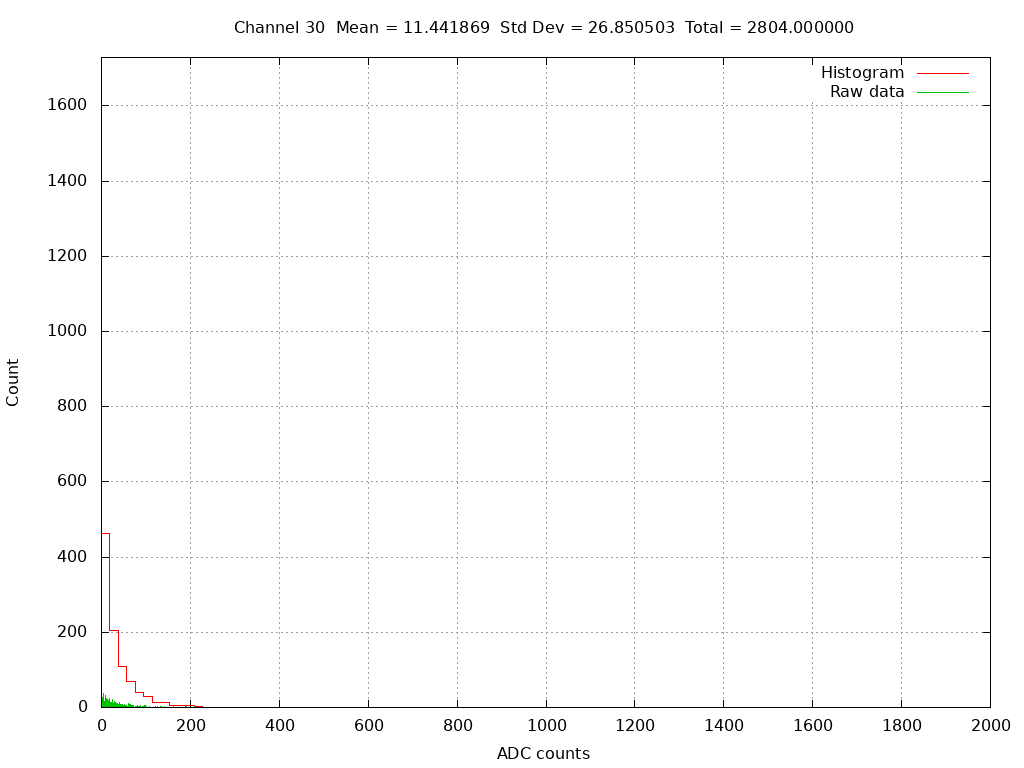 Channel 30  Mean = 11.441869  Std Dev = 26.850503  Total = 2804.000000
Histogram
Raw data
1600
1400
1200
1000
800
600
400
200
0
Count
0 200 400 600 800 1000 1200 1400 1600 1800 2000
ADC counts